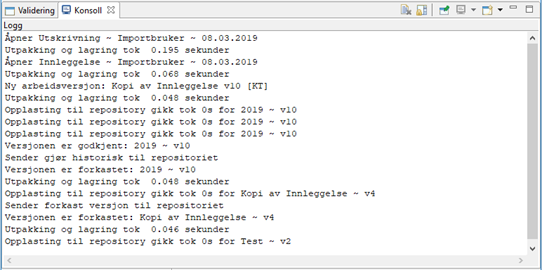 Validering
Konsoll
Logg
Åpner Utskrivning ~ Importbruker ~ 08.03.2019
Utpakking og lagring tok  0.195 sekunder
Åpner Innleggelse ~ Importbruker ~ 08.03.2019
Utpakking og lagring tok  0.068 sekunder
Ny arbeidsversjon: Kopi av Innleggelse v10 [KT]
Utpakking og lagring tok  0.048 sekunder
Opplasting til repository gikk tok 0s for 2019 ~ v10
Opplasting til repository gikk tok 0s for 2019 ~ v10
Opplasting til repository gikk tok 0s for 2019 ~ v10
Versjonen er godkjent: 2019 ~ v10
Sender gjør historisk til repositoriet
Versjonen er forkastet: 2019 ~ v10
Utpakking og lagring tok  0.048 sekunder
Opplasting til repository gikk tok 0s for Kopi av Innleggelse ~ v4
Sender forkast versjon til repositoriet
Versjonen er forkastet: Kopi av Innleggelse ~ v4
Utpakking og lagring tok  0.046 sekunder
Opplasting til repository gikk tok 0s for Test ~ v2